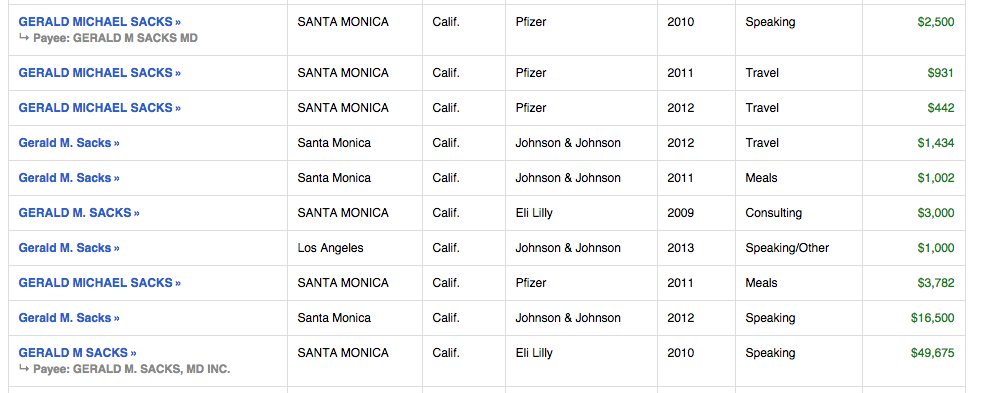 GERALD MICHAEL SACKS » SANTA MONICA Calif. Pfizer 2010 Speaking $2,500
↳ Payee: GERALD M SACKS MD
GERALD MICHAEL SACKS » SANTA MONICA Calif. Pfizer 2011 Travel $931
GERALD MICHAEL SACKS » SANTA MONICA Calif. Pfizer 2012 Travel $442
Gerald M. Sacks » Santa Monica Calif. Johnson & Johnson 2012 Travel $1,434
Gerald M. Sacks » Santa Monica Calif. Johnson & Johnson 2011 Meals $1,002
GERALD M. SACKS » SANTA MONICA Calif. Eli Lilly 2009 Consulting $3,000
Gerald M. Sacks » Los Angeles Calif. Johnson & Johnson 2013 Speaking/Other $1,000
GERALD MICHAEL SACKS » SANTA MONICA Calif. Pfizer 2011 Meals $3,782
Gerald M. Sacks » Santa Monica Calif. Johnson & Johnson 2012 Speaking $16,500
GERALD M SACKS » SANTA MONICA Calif. Eli Lilly 2010 Speaking $49,675
↳ Payee: GERALD M. SACKS, MD INC.